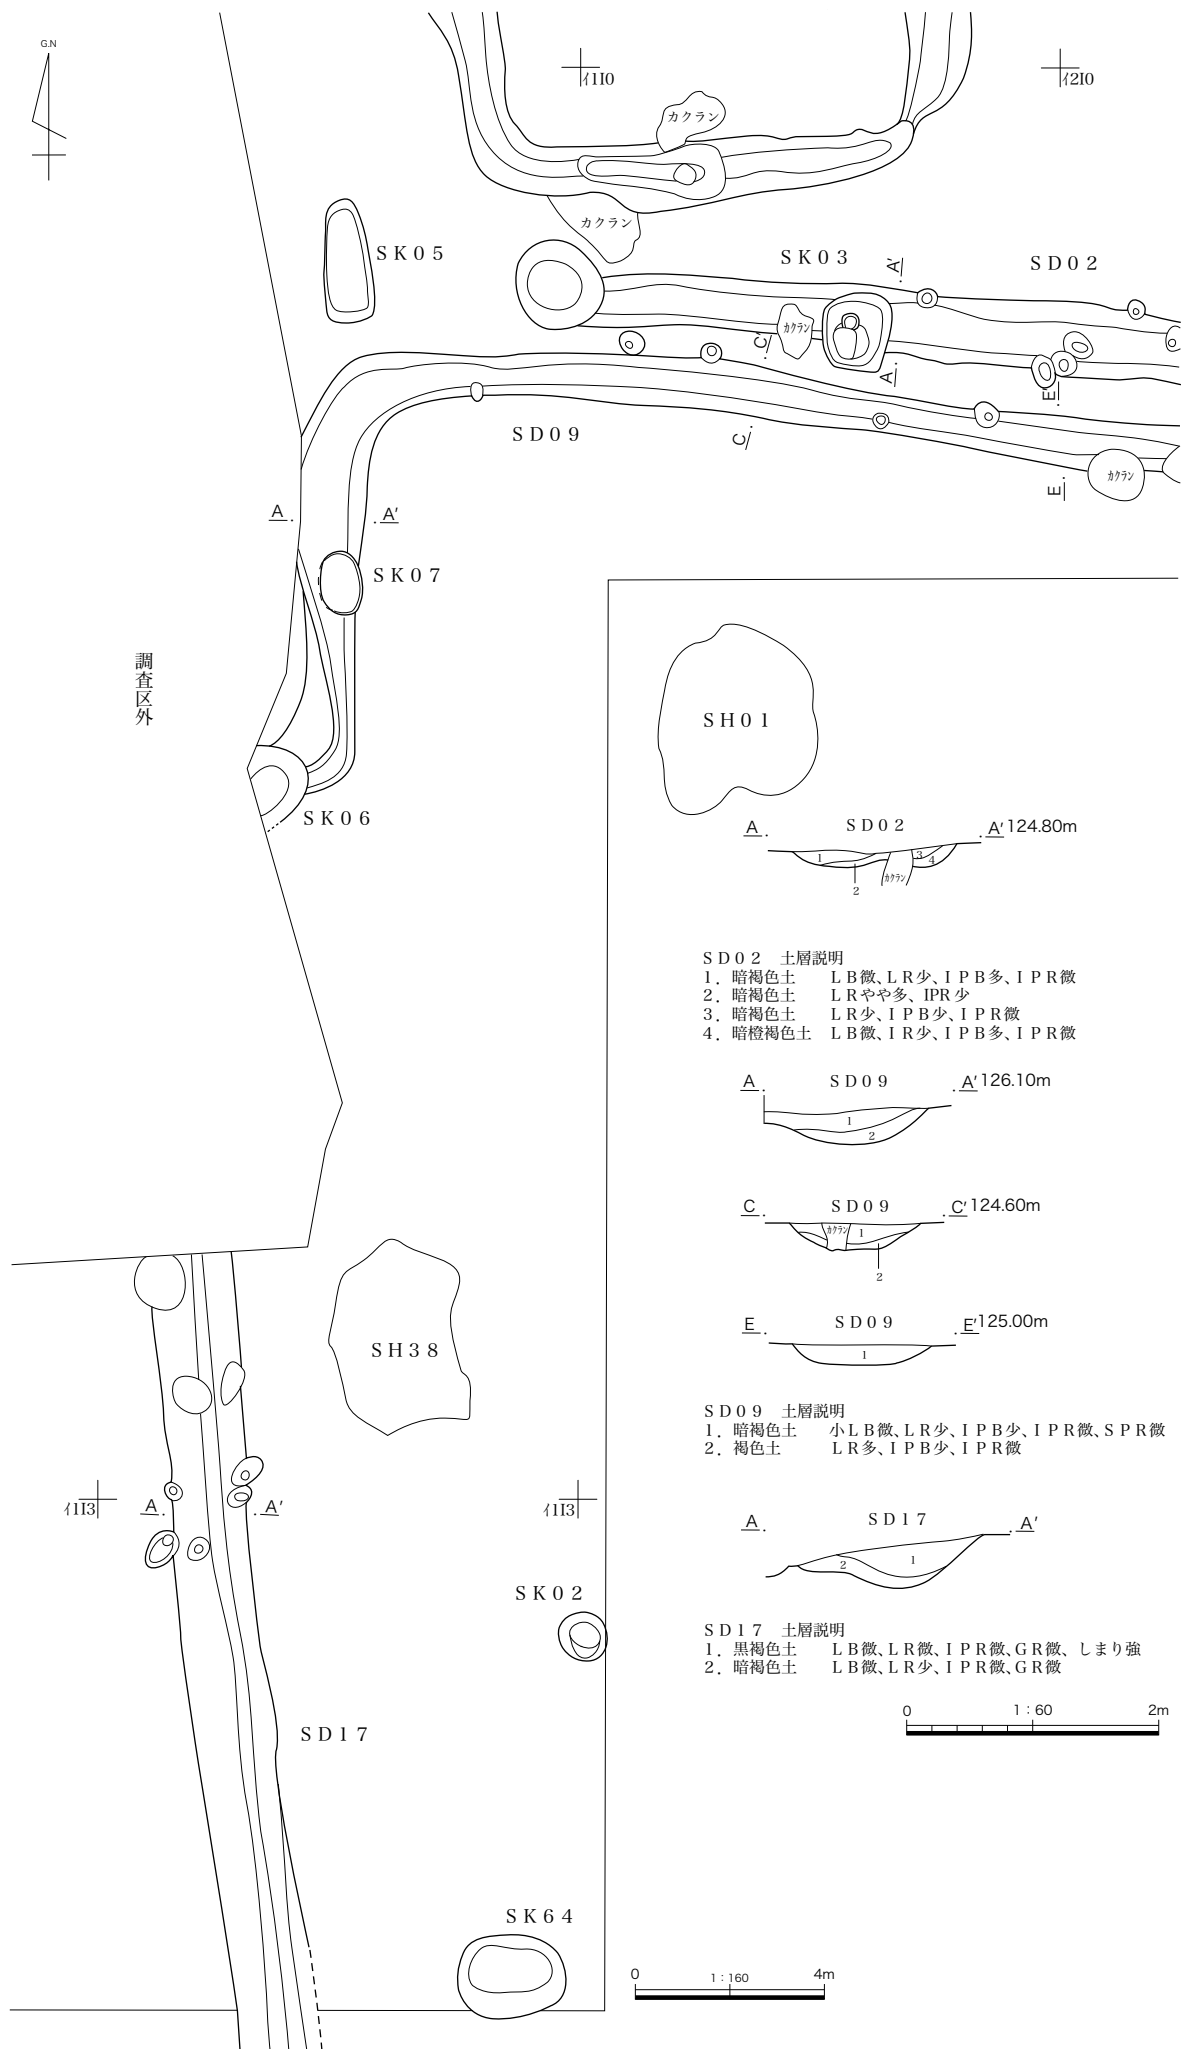 G.N
ｲ1I0
ｲ2I0
カクラン
カクラン
SK05
SK03
A'
SD02
カクラン
C'
A
E'
SD09
C
E
カクラン
A A'
SK07
調査区外
SH01
SK06
A SD02 A' 124.80m
1 3 4
カクラン
2
SD02 土層説明
1．暗褐色土 ＬＢ微、ＬＲ少、ＩＰＢ多、ＩＰＲ微
2．暗褐色土 ＬＲやや多、IPR少
3．暗褐色土 ＬＲ少、ＩＰＢ少、ＩＰＲ微
4．暗橙褐色土 ＬＢ微、ＩＲ少、ＩＰＢ多、ＩＰＲ微
A SD09 A' 126.10m
1
2
C SD09 C' 124.60m
カクラン 1
2
E SD09 E' 125.00m
1
SH38
SD09 土層説明
1．暗褐色土 小ＬＢ微、ＬＲ少、ＩＰＢ少、ＩＰＲ微、ＳＰＲ微
2．褐色土 ＬＲ多、ＩＰＢ少、ＩＰＲ微
ｲ1I3 A A' ｲ1I3
A SD17 A'
2 1
SK02
SD17 土層説明
1．黒褐色土 ＬＢ微、ＬＲ微、ＩＰＲ微、ＧＲ微、しまり強
2．暗褐色土 ＬＢ微、ＬＲ少、ＩＰＲ微、ＧＲ微
0 1：60 2m
SD17
SK64
0 1：160 4m